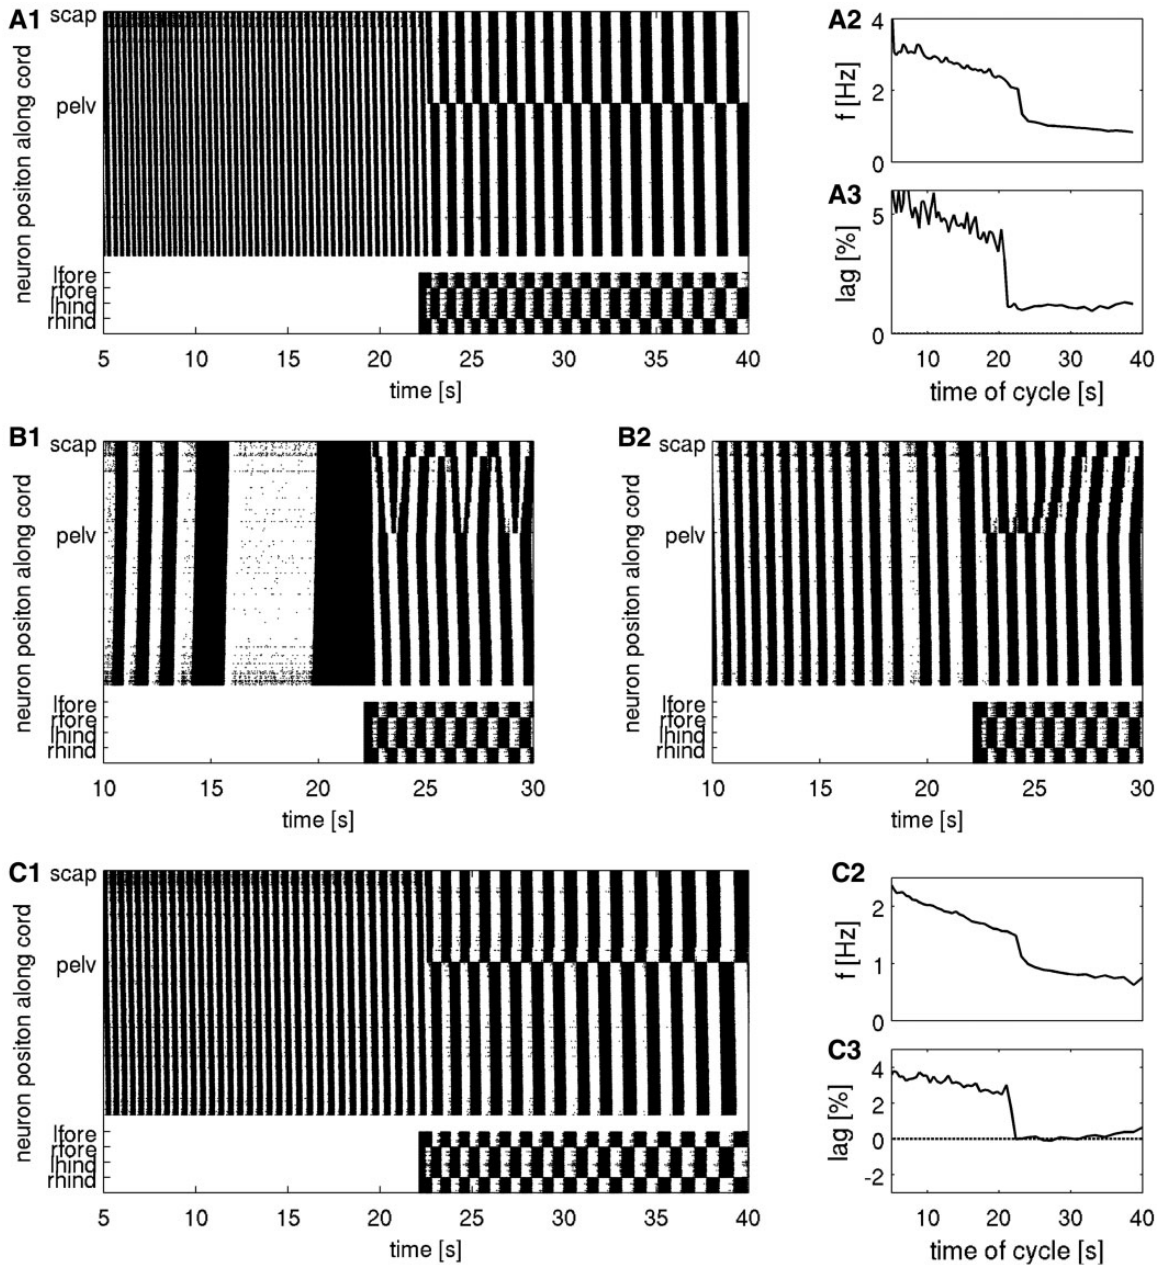 A1
scap
pelv
neuron positon along cord
lfore
rfore
lhind
rhind
5 10 15 20 25 30 35 40
time [s]
A2
4
2
0
f [Hz]
A3
5
0
lag [%]
10 20 30 40
time of cycle [s]
B1
scap
pelv
neuron positon along cord
lfore
rfore
lhind
rhind
10 15 20 25 30
time [s]
B2
scap
pelv
neuron positon along cord
lfore
rfore
lhind
rhind
10 15 20 25 30
time [s]
C1
scap
pelv
neuron positon along cord
lfore
rfore
lhind
rhind
5 10 15 20 25 30 35 40
time [s]
C2
2
1
0
f [Hz]
C3
4
2
0
-2
lag [%]
10 20 30 40
time of cycle [s]